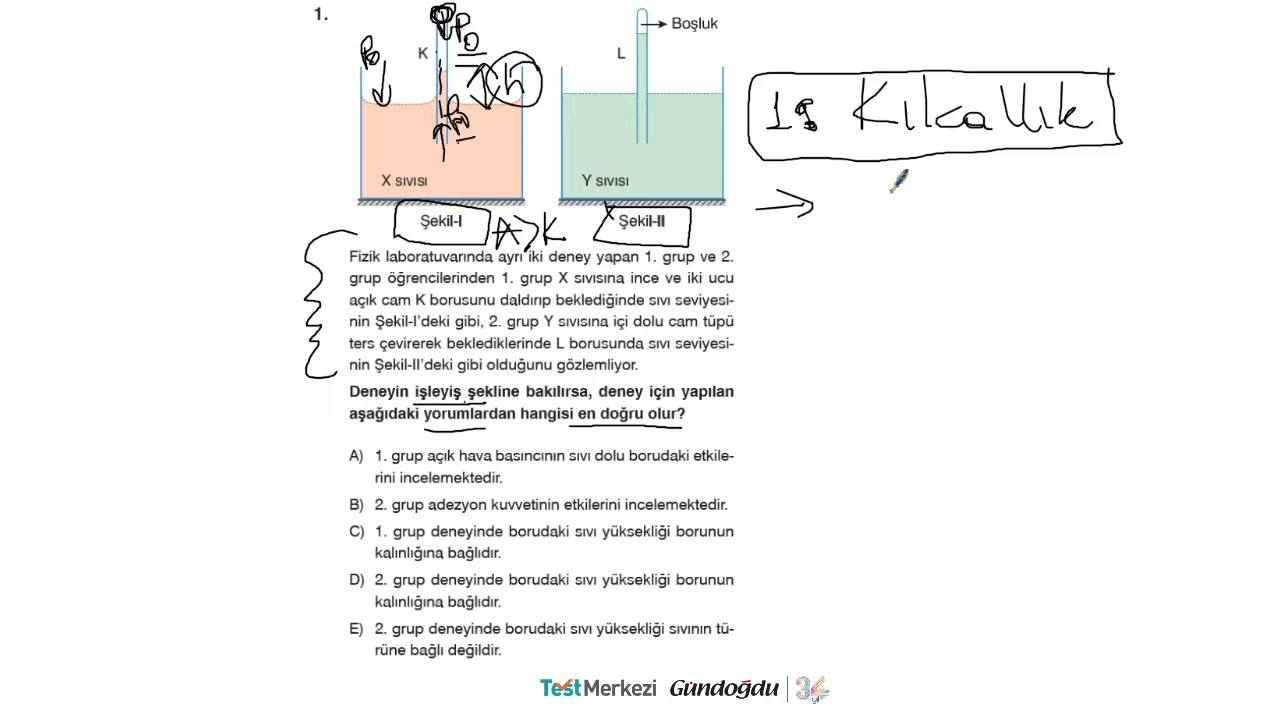 1.
Boşluk
P₀
K
P₀
L
h
P₀
1. Kılcallık
X sıvısı
Y sıvısı
Şekil-I
A>K
Şekil-II
Fizik laboratuvarında ayrı iki deney yapan 1. grup ve 2.
grup öğrencilerinden 1. grup X sıvısına ince ve iki ucu
açık cam K borusunu daldırıp beklediğinde sıvı seviyesi-
nin Şekil-I'deki gibi, 2. grup Y sıvısına içi dolu cam tüpü
ters çevirerek beklediklerinde L borusunda sıvı seviyesi-
nin Şekil-II'deki gibi olduğunu gözlemliyor.
Deneyin işleyiş şekline bakılırsa, deney için yapılan
aşağıdaki yorumlardan hangisi en doğru olur?
A) 1. grup açık hava basıncının sıvı dolu borudaki etkile-
rini incelemektedir.
B) 2. grup adezyon kuvvetinin etkilerini incelemektedir.
C) 1. grup deneyinde borudaki sıvı yüksekliği borunun
kalınlığına bağlıdır.
D) 2. grup deneyinde borudaki sıvı yüksekliği borunun
kalınlığına bağlıdır.
E) 2. grup deneyinde borudaki sıvı yüksekliği sıvının tü-
rüne bağlı değildir.
TestMerkezi Gündoğdu 34